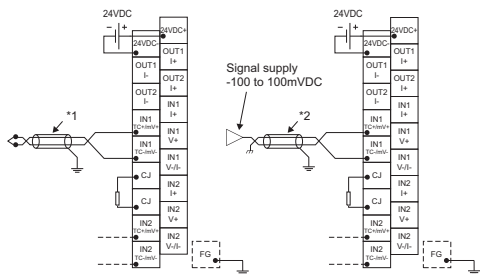 24VDC
- +
24VDC+
24VDC-
OUT1
I+
OUT1
I-
OUT2
I+
OUT2
I-
IN1
I+
IN1
TC+/mV+
IN1
V+
IN1
TC-/mV-
IN1
V-/I-
CJ
IN2
I+
CJ
IN2
V+
IN2
TC+/mV+
IN2
V-/I-
IN2
TC-/mV-
*1
FG
Signal supply
-100 to 100mVDC
*2
24VDC
- +
24VDC+
24VDC-
OUT1
I+
OUT1
I-
OUT2
I+
OUT2
I-
IN1
I+
IN1
TC+/mV+
IN1
V+
IN1
TC-/mV-
IN1
V-/I-
CJ
IN2
I+
CJ
IN2
V+
IN2
TC+/mV+
IN2
V-/I-
IN2
TC-/mV-
FG